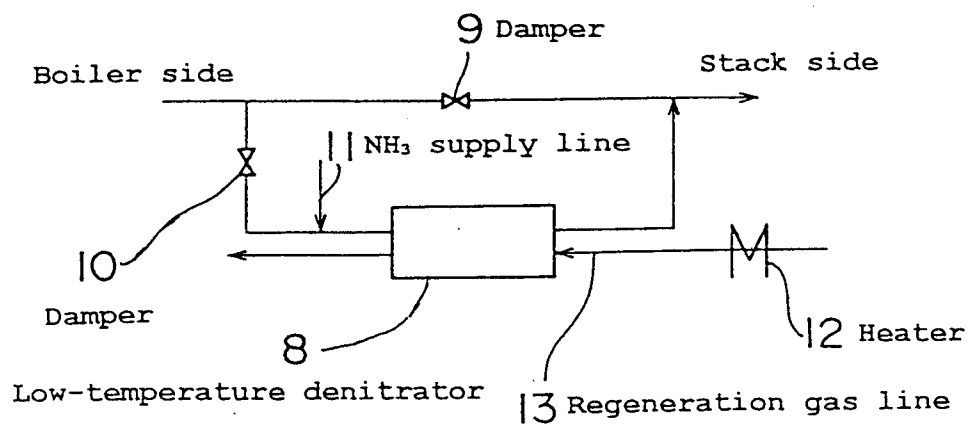 9 Damper
Boiler side
Stack side
11 NH₃ supply line
10
Damper
12 Heater
8
Low-temperature denitrator
13 Regeneration gas line